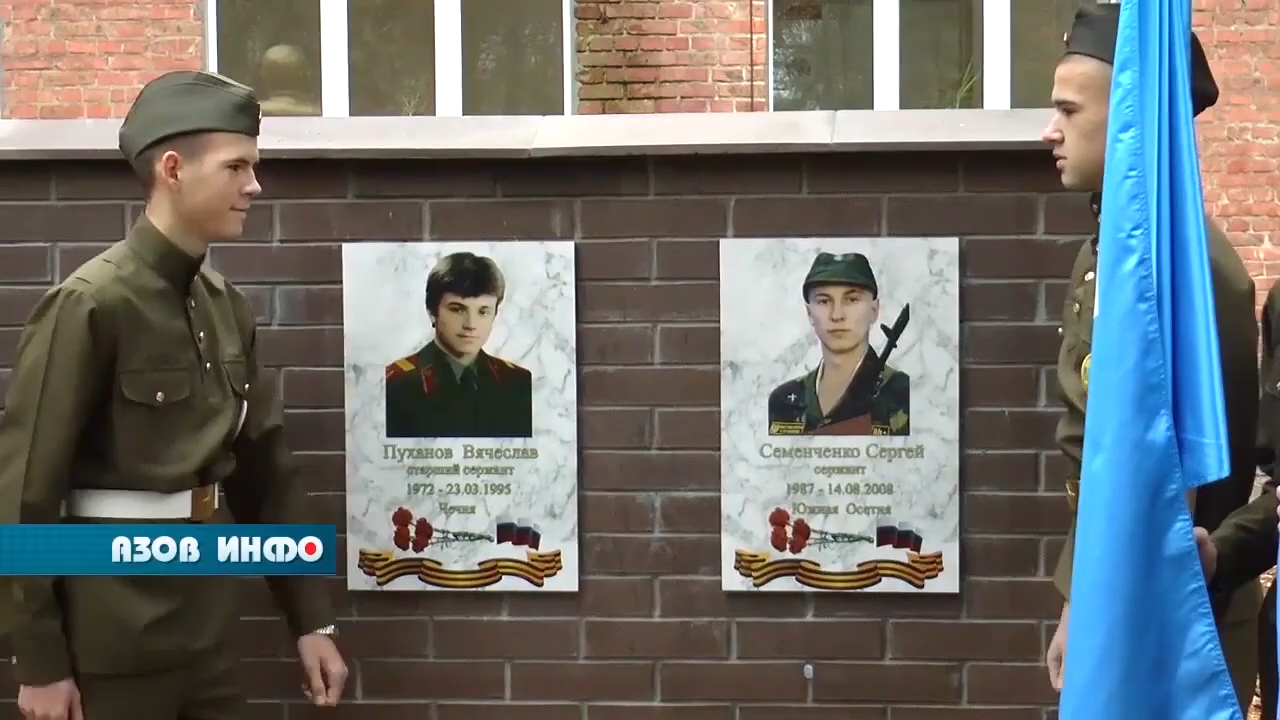 Пуханов Вячеслав
старший сержант
1972 - 23.03.1995
Чечня
Семенченко Сергей
сержант
1987 - 14.08.2008
Южная Осетия
АЗОВ ИНФО